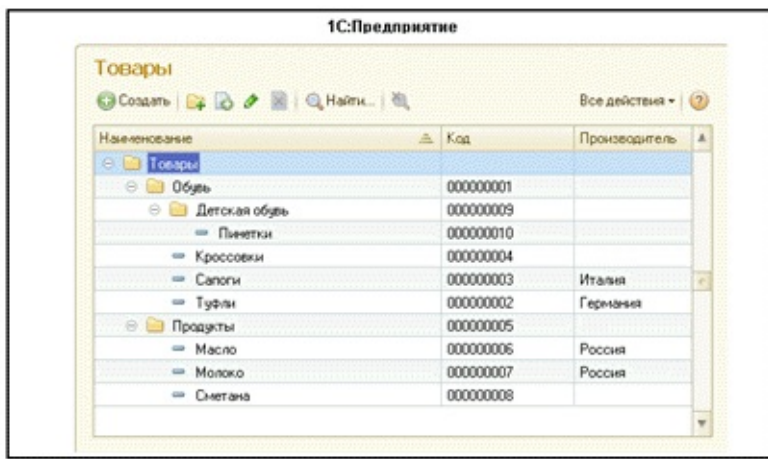 1С:Предприятие
Товары
Создать Найти... Все действия
Наименование Код Производитель
Товары
Обувь 000000001
Детская обувь 000000009
Пинетки 000000010
Кроссовки 000000004
Сапоги 000000003 Италия
Туфли 000000002 Германия
Продукты 000000005
Масло 000000006 Россия
Молоко 000000007 Россия
Сметана 000000008